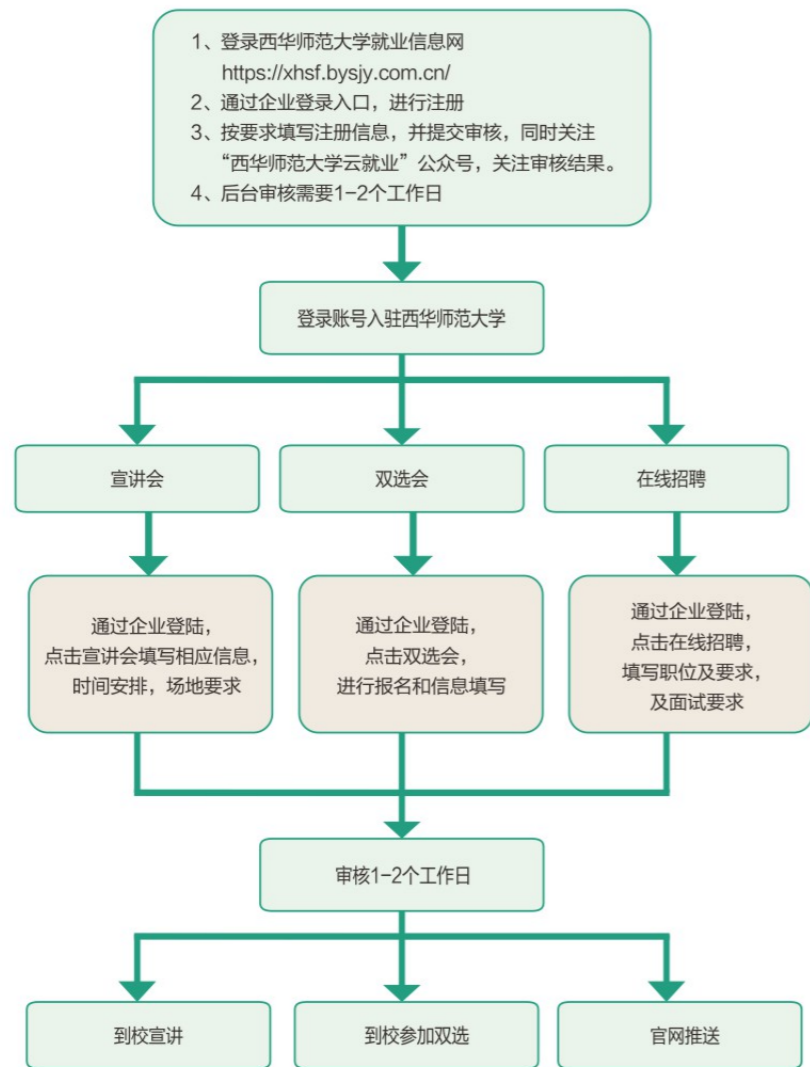 1、登录西华师范大学就业信息网
https://xhsf.bysjy.com.cn/
2、通过企业登录入口，进行注册
3、按要求填写注册信息，并提交审核，同时关注
“西华师范大学云就业”公众号，关注审核结果。
4、后台审核需要1-2个工作日
登录账号入驻西华师范大学
宣讲会
双选会
在线招聘
通过企业登陆，
点击宣讲会填写相应信息，
时间安排，场地要求
通过企业登陆，
点击双选会，
进行报名和信息填写
通过企业登陆，
点击在线招聘，
填写职位及要求，
及面试要求
审核1-2个工作日
到校宣讲
到校参加双选
官网推送